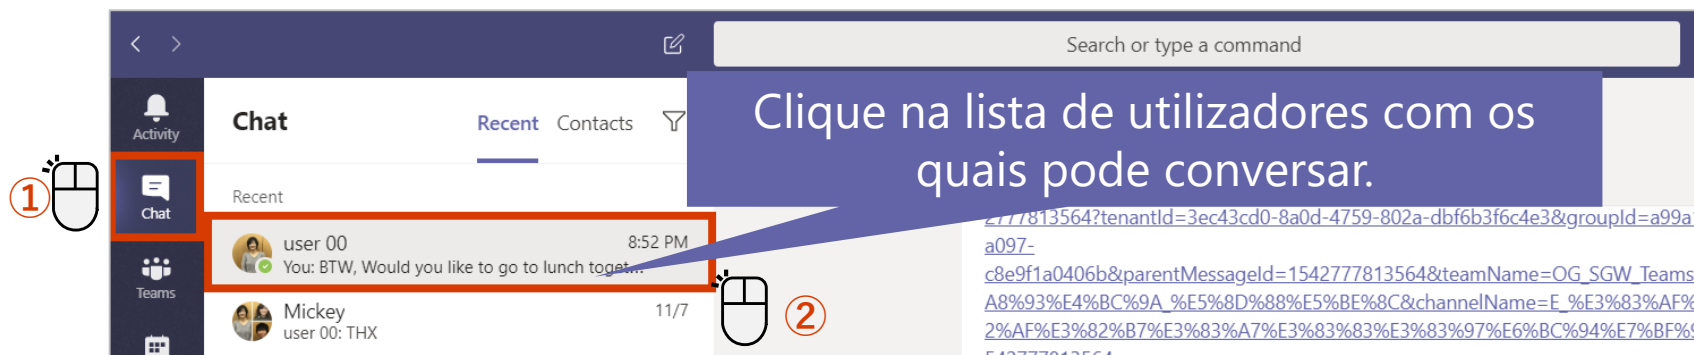 Search or type a command
Activity
Chat
Recent Contacts
Clique na lista de utilizadores com os
quais pode conversar.
①
Chat
Recent
user 00 8:52 PM
You: BTW, Would you like to go to lunch toget...
Teams
Mickey 11/7
user 00: THX
②
2777813564?tenantId=3ec43cd0-8a0d-4759-802a-dbf6b3f6c4e3&groupId=a99a
a097-
c8e9f1a0406b&parentMessageId=1542777813564&teamName=OG_SGW_Teams
A8%93%E4%BC%9A_%E5%8D%88%E5%BE%8C&channelName=E_%E3%83%AF%
2%AF%E3%82%B7%E3%83%A7%E3%83%83%E3%83%97%E6%BC%94%E7%BF%